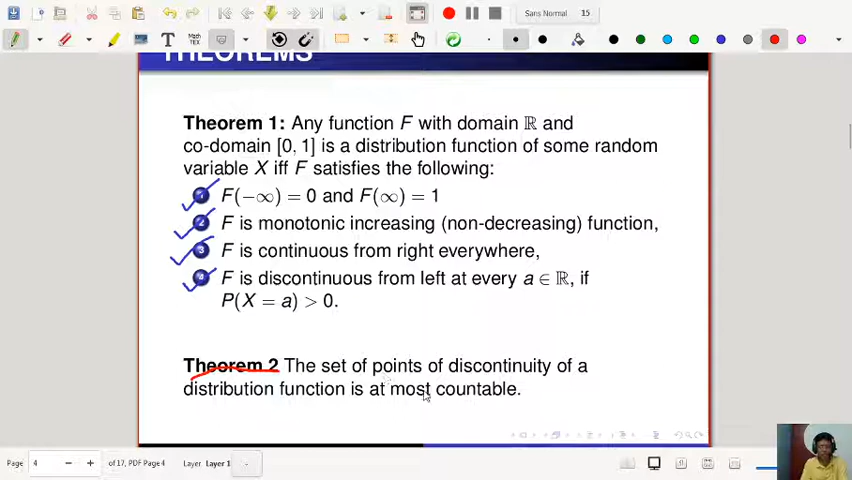 Sans Normal 15
Math
TEX
THEOREMS
Theorem 1: Any function F with domain ℝ and
co-domain [0, 1] is a distribution function of some random
variable X iff F satisfies the following:
1 F(−∞) = 0 and F(∞) = 1
2 F is monotonic increasing (non-decreasing) function,
3 F is continuous from right everywhere,
4 F is discontinuous from left at every a ∈ ℝ, if
P(X = a) > 0.
Theorem 2 The set of points of discontinuity of a
distribution function is at most countable.
Page 4 of 17, PDF Page 4 Layer Layer 1